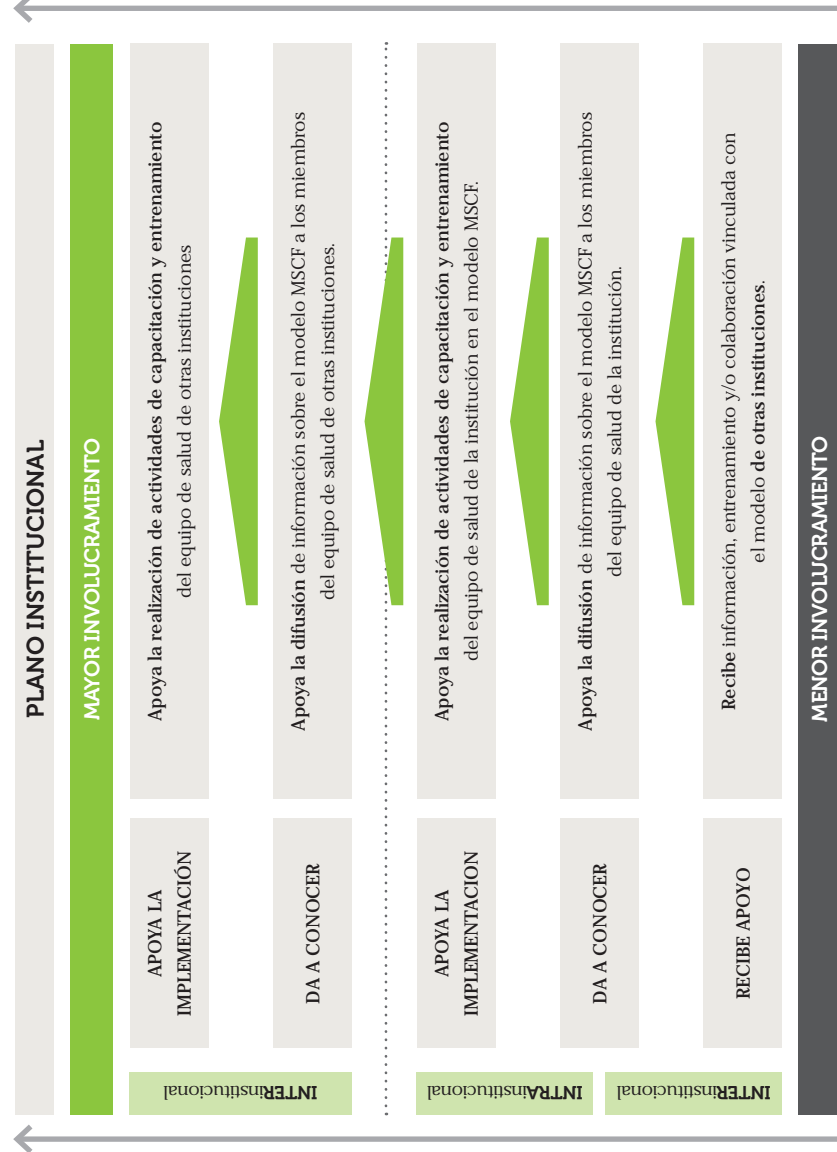 PLANO INSTITUCIONAL
MAYOR INVOLUCRAMIENTO
INTERinstitucional
APOYA LA
IMPLEMENTACIÓN
Apoya la realización de actividades de capacitación y entrenamiento
del equipo de salud de otras instituciones
DA A CONOCER
Apoya la difusión de información sobre el modelo MSCF a los miembros
del equipo de salud de otras instituciones.
INTRAinstitucional
APOYA LA
IMPLEMENTACION
Apoya la realización de actividades de capacitación y entrenamiento
del equipo de salud de la institución en el modelo MSCF.
DA A CONOCER
Apoya la difusión de información sobre el modelo MSCF a los miembros
del equipo de salud de la institución.
INTERinstitucional
RECIBE APOYO
Recibe información, entrenamiento y/o colaboración vinculada con
el modelo de otras instituciones.
MENOR INVOLUCRAMIENTO